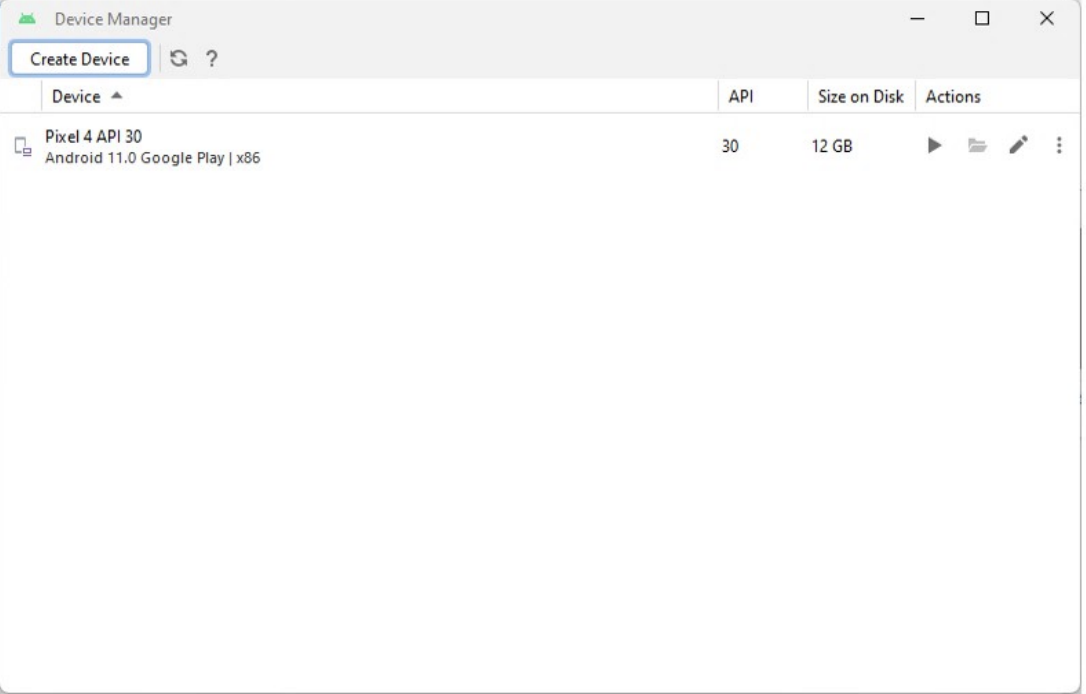 Device Manager
Create Device ?
Device API Size on Disk Actions
Pixel 4 API 30
Android 11.0 Google Play | x86
30 12 GB